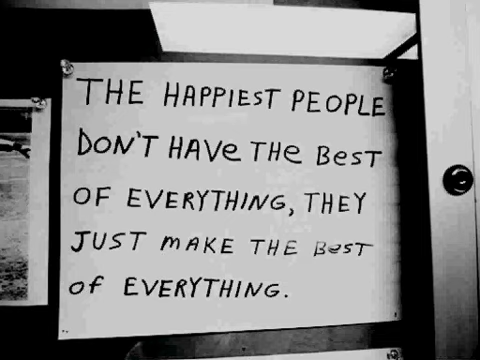 THE HAPPIEST PEOPLE
DON'T HAVE THE BEST
OF EVERYTHING, THEY
JUST MAKE THE BEST
of EVERYTHING.